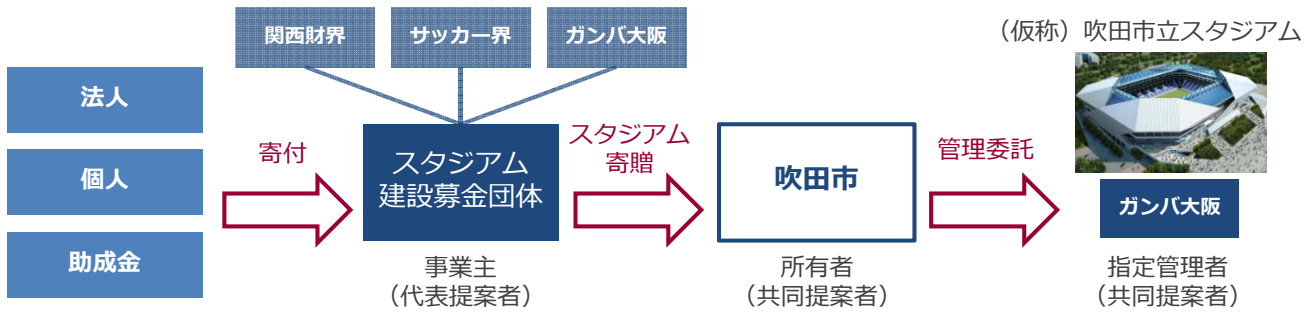 関西財界
サッカー界
ガンバ大阪
（仮称）吹田市立スタジアム
法人
個人
助成金
寄付
スタジアム
建設募金団体
事業主
（代表提案者）
スタジアム
寄贈
吹田市
所有者
（共同提案者）
管理委託
ガンバ大阪
指定管理者
（共同提案者）